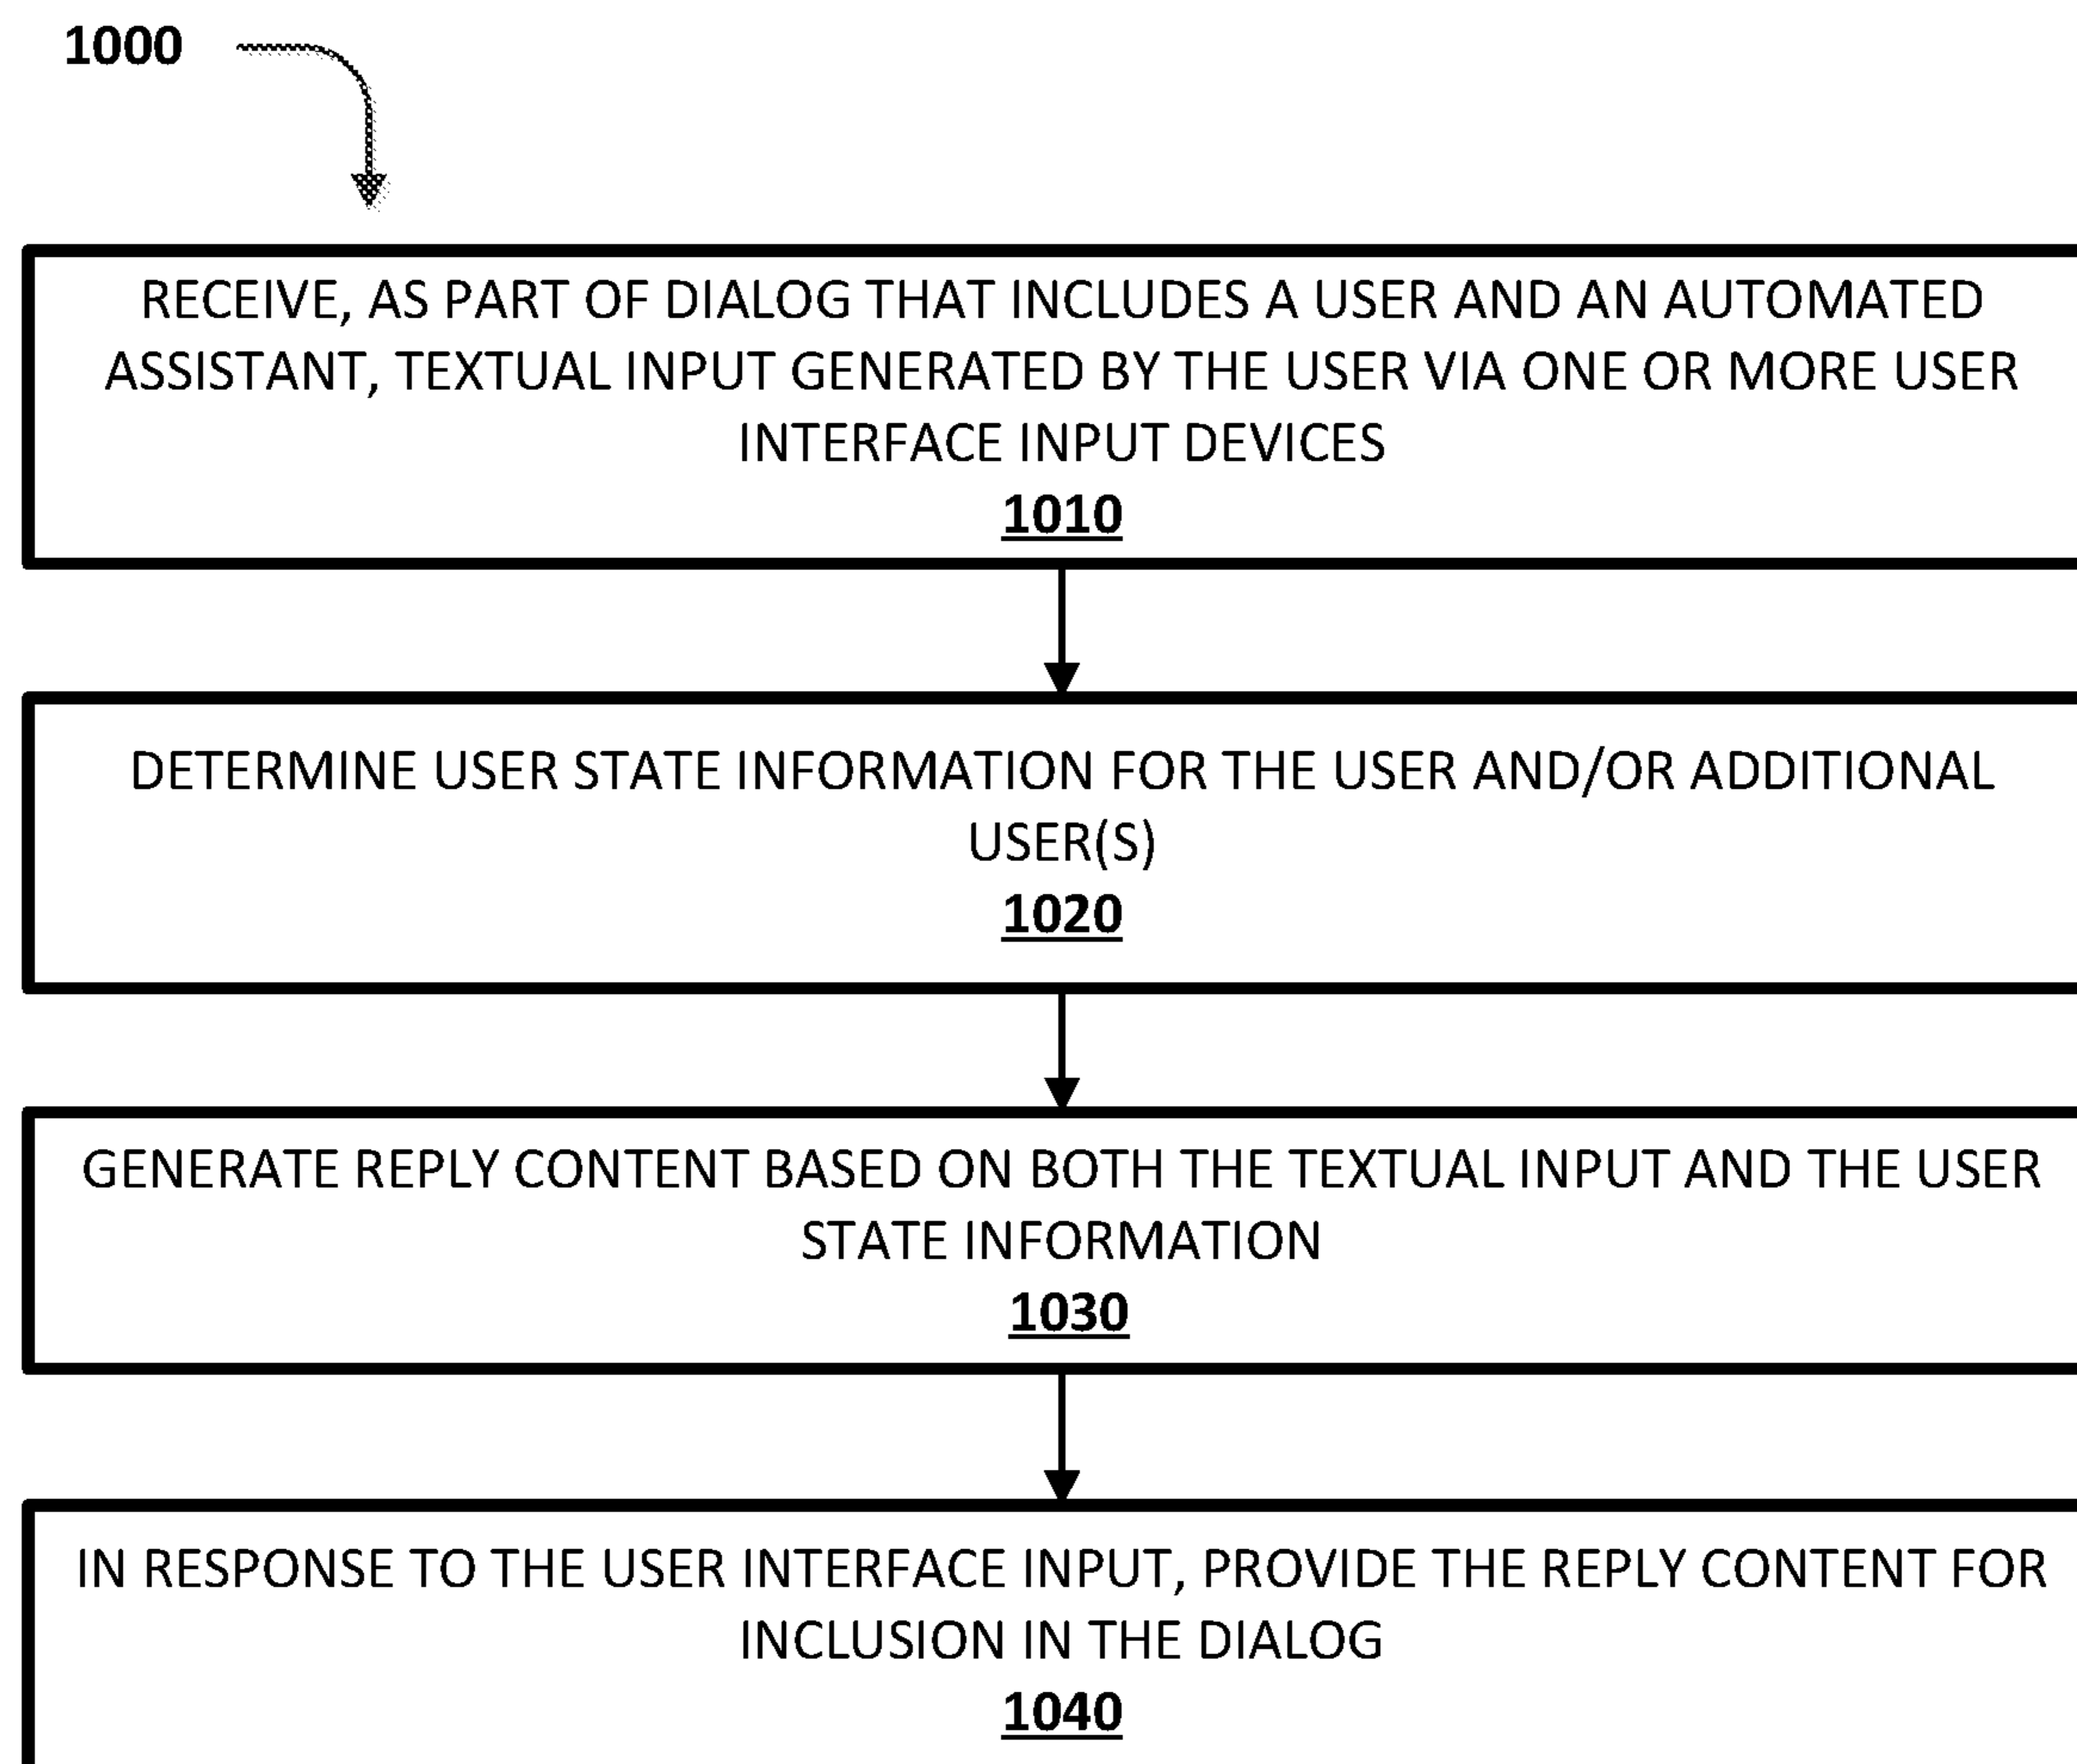 1000
RECEIVE, AS PART OF DIALOG THAT INCLUDES A USER AND AN AUTOMATED
ASSISTANT, TEXTUAL INPUT GENERATED BY THE USER VIA ONE OR MORE USER
INTERFACE INPUT DEVICES
1010
DETERMINE USER STATE INFORMATION FOR THE USER AND/OR ADDITIONAL
USER(S)
1020
GENERATE REPLY CONTENT BASED ON BOTH THE TEXTUAL INPUT AND THE USER
STATE INFORMATION
1030
IN RESPONSE TO THE USER INTERFACE INPUT, PROVIDE THE REPLY CONTENT FOR
INCLUSION IN THE DIALOG
1040